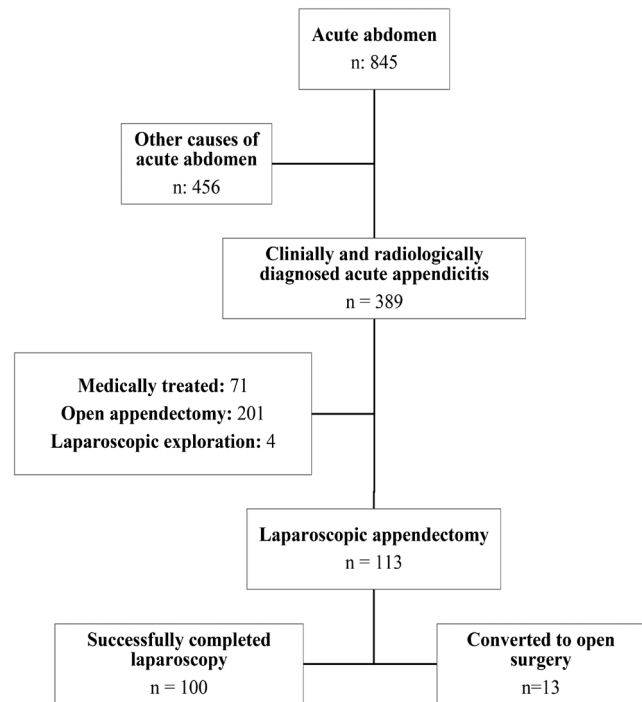 Acute abdomen
n: 845
Other causes of
acute abdomen
n: 456
Clinially and radiologically
diagnosed acute appendicitis
n = 389
Medically treated: 71
Open appendectomy: 201
Laparoscopic exploration: 4
Laparoscopic appendectomy
n = 113
Successfully completed
laparoscopy
n = 100
Converted to open
surgery
n=13